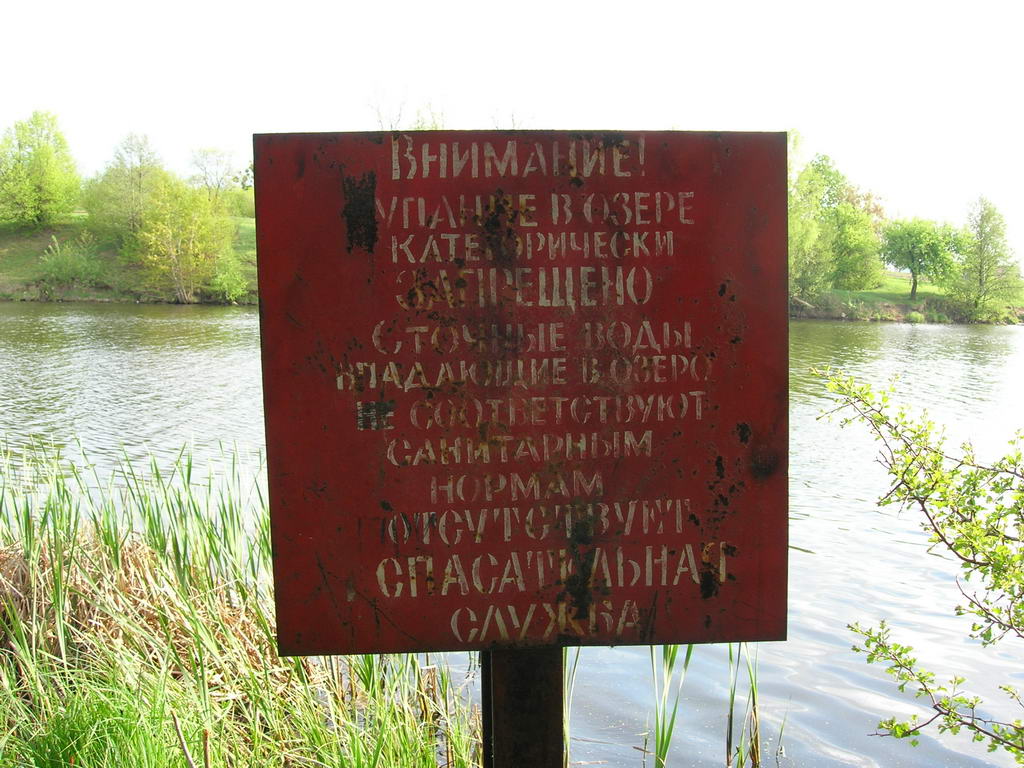 ВНИМАНИЕ!
КУПАНИЕ В ОЗЕРЕ
КАТЕГОРИЧЕСКИ
ЗАПРЕЩЕНО
СТОЧНЫЕ ВОДЫ
ВПАДАЮЩИЕ В ОЗЕРО
НЕ СООТВЕТСТВУЮТ
САНИТАРНЫМ
НОРМАМ
ОТСУТСТВУЕТ
СПАСАТЕЛЬНАЯ
СЛУЖБА